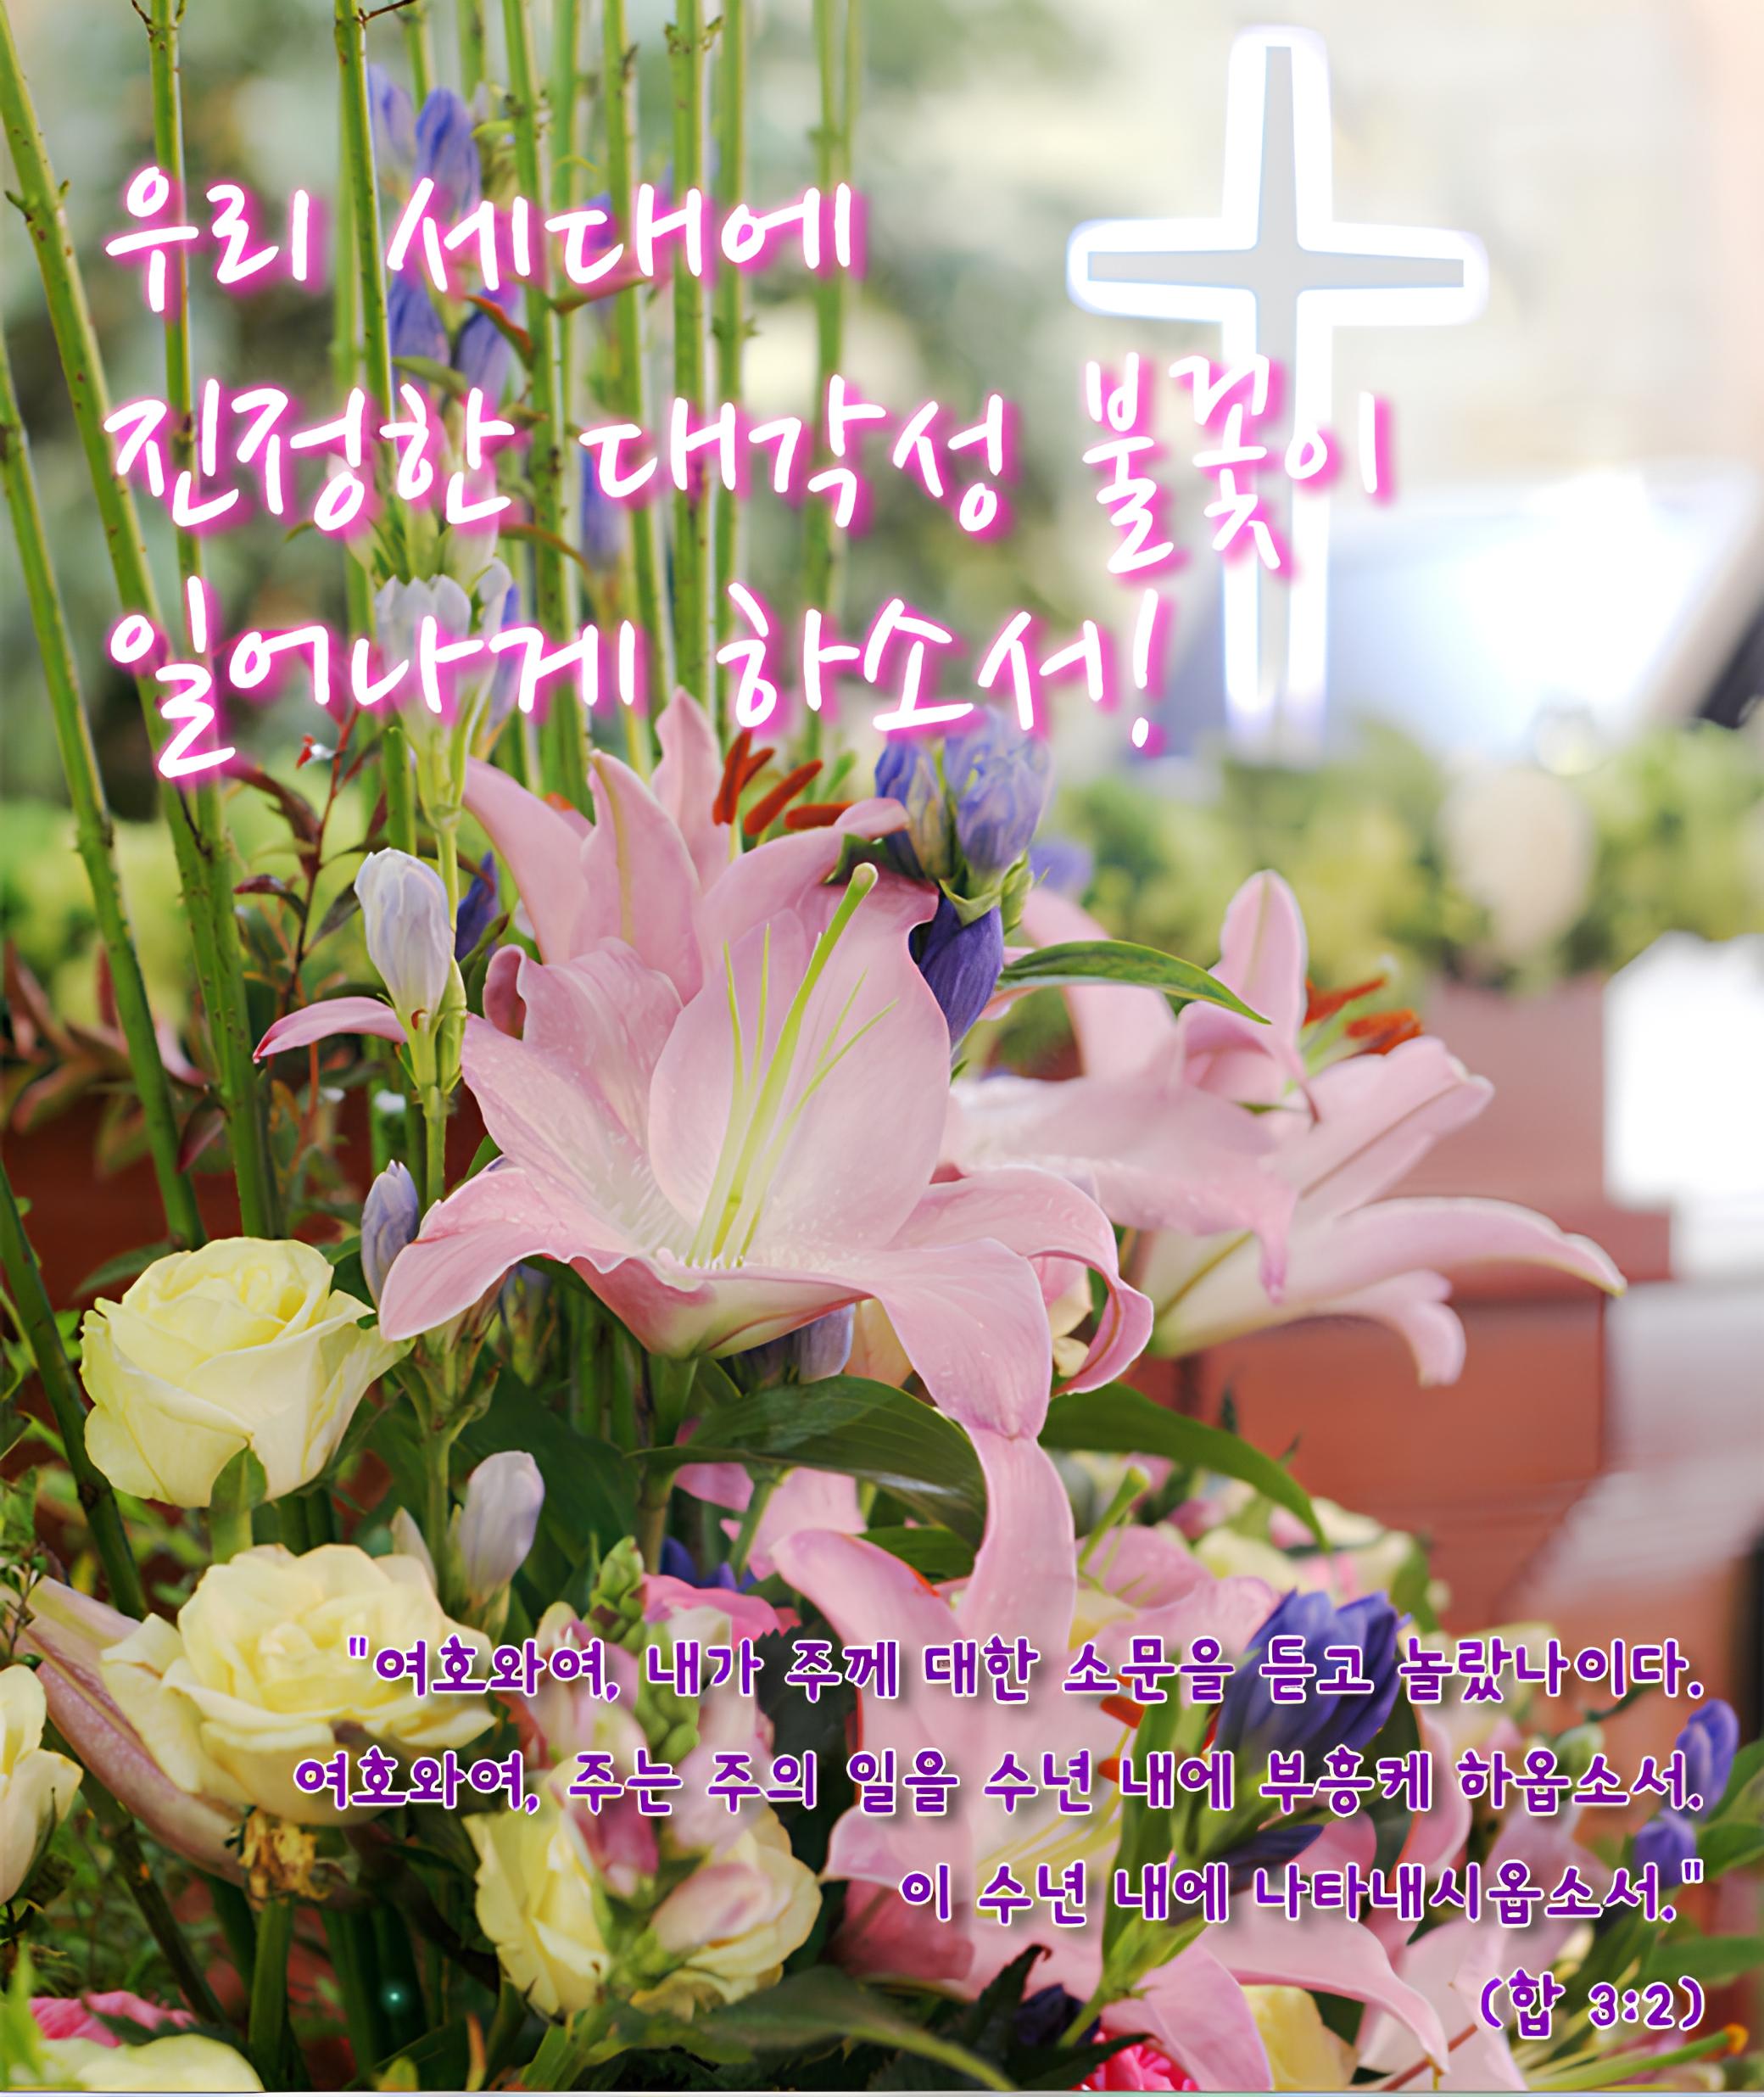 우리 세대에
진정한 대각성 불꽃이
일어나게 하소서!
"여호와여, 내가 주께 대한 소문을 듣고 놀랐나이다.
여호와여, 주는 주의 일을 수년 내에 부흥케 하옵소서.
이 수년 내에 나타내시옵소서."
(합 3:2)